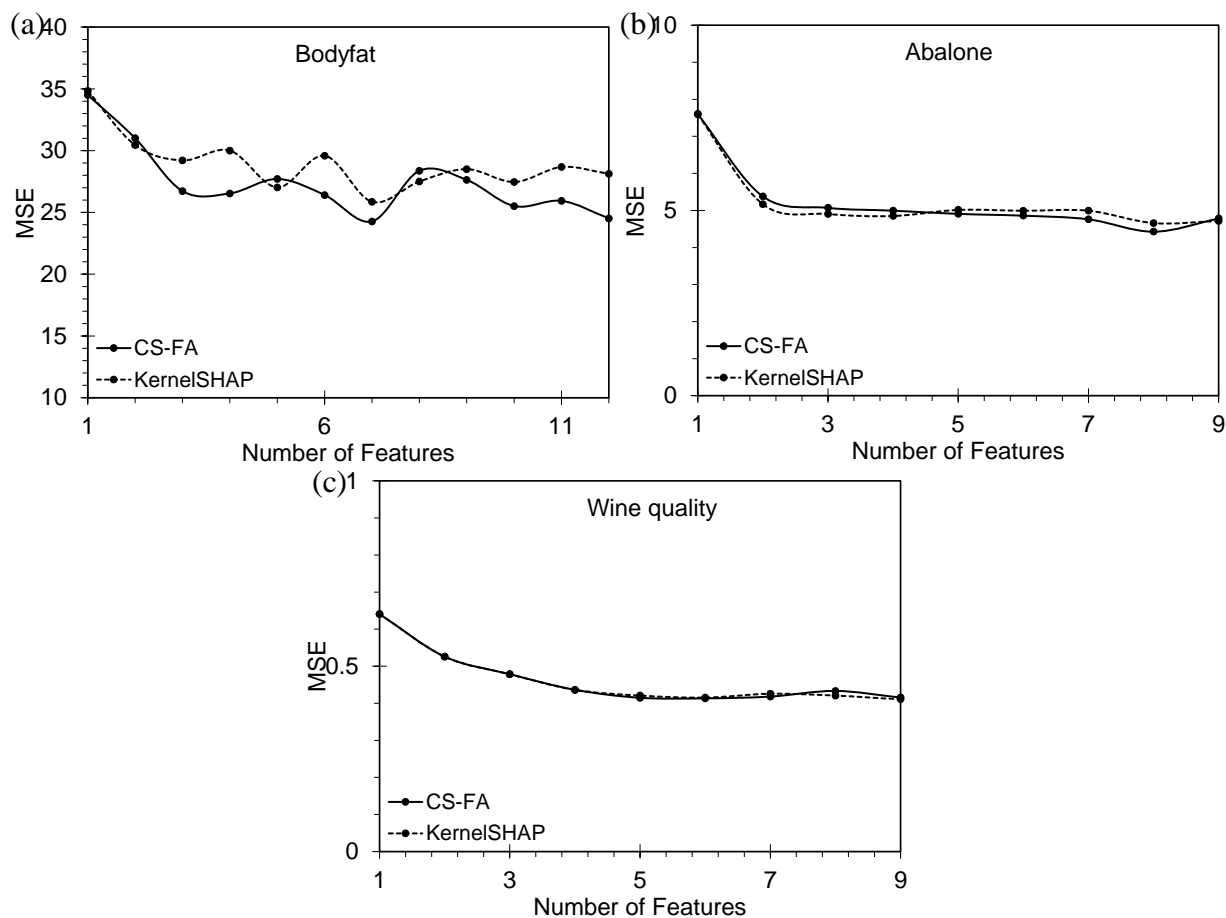 (a)
40
Bodyfat
35
30
25
20
15
10
MSE
CS-FA
KernelSHAP
1
6
11
Number of Features
(b)
10
Abalone
5
0
MSE
CS-FA
KernelSHAP
1
3
5
7
9
Number of Features
(c)
1
Wine quality
0.5
0
MSE
CS-FA
KernelSHAP
1
3
5
7
9
Number of Features